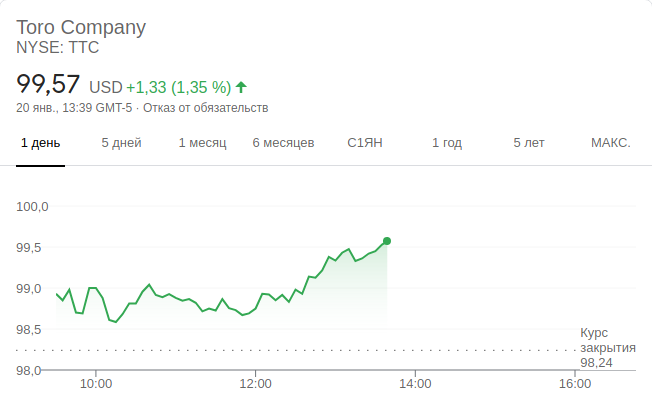 Toro Company
NYSE: TTC
99,57 USD +1,33 (1,35 %)
20 янв., 13:39 GMT-5 · Отказ от обязательств
1 день 5 дней 1 месяц 6 месяцев С1ЯН 1 год 5 лет МАКС.
100,0
99,5
99,0
98,5
98,0
Курс
закрытия
98,24
10:00 12:00 14:00 16:00